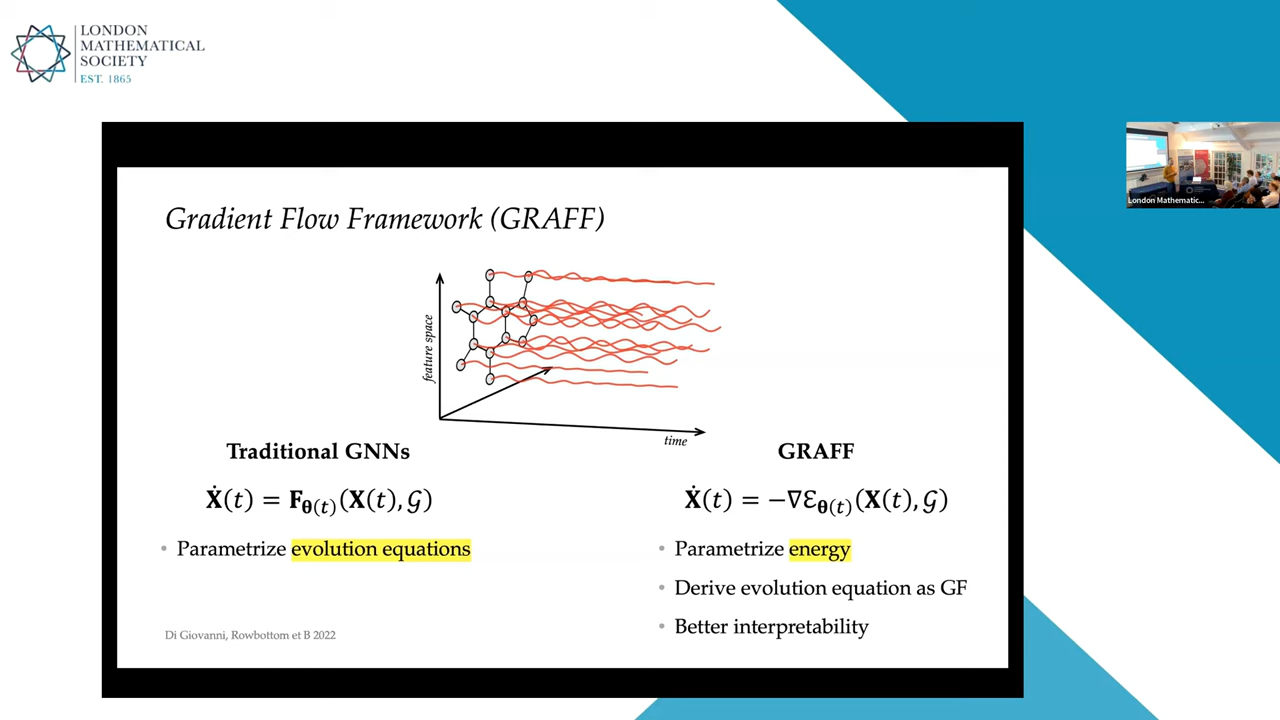 LONDON
MATHEMATICAL
SOCIETY
EST. 1865
Gradient Flow Framework (GRAFF)
feature space
time
Traditional GNNs
Ẋ(t) = F_θ(t)(X(t), 𝒢)
• Parametrize evolution equations
GRAFF
Ẋ(t) = −∇ℰ_θ(t)(X(t), 𝒢)
• Parametrize energy
• Derive evolution equation as GF
• Better interpretability
Di Giovanni, Rowbottom et B 2022
London Mathematic...